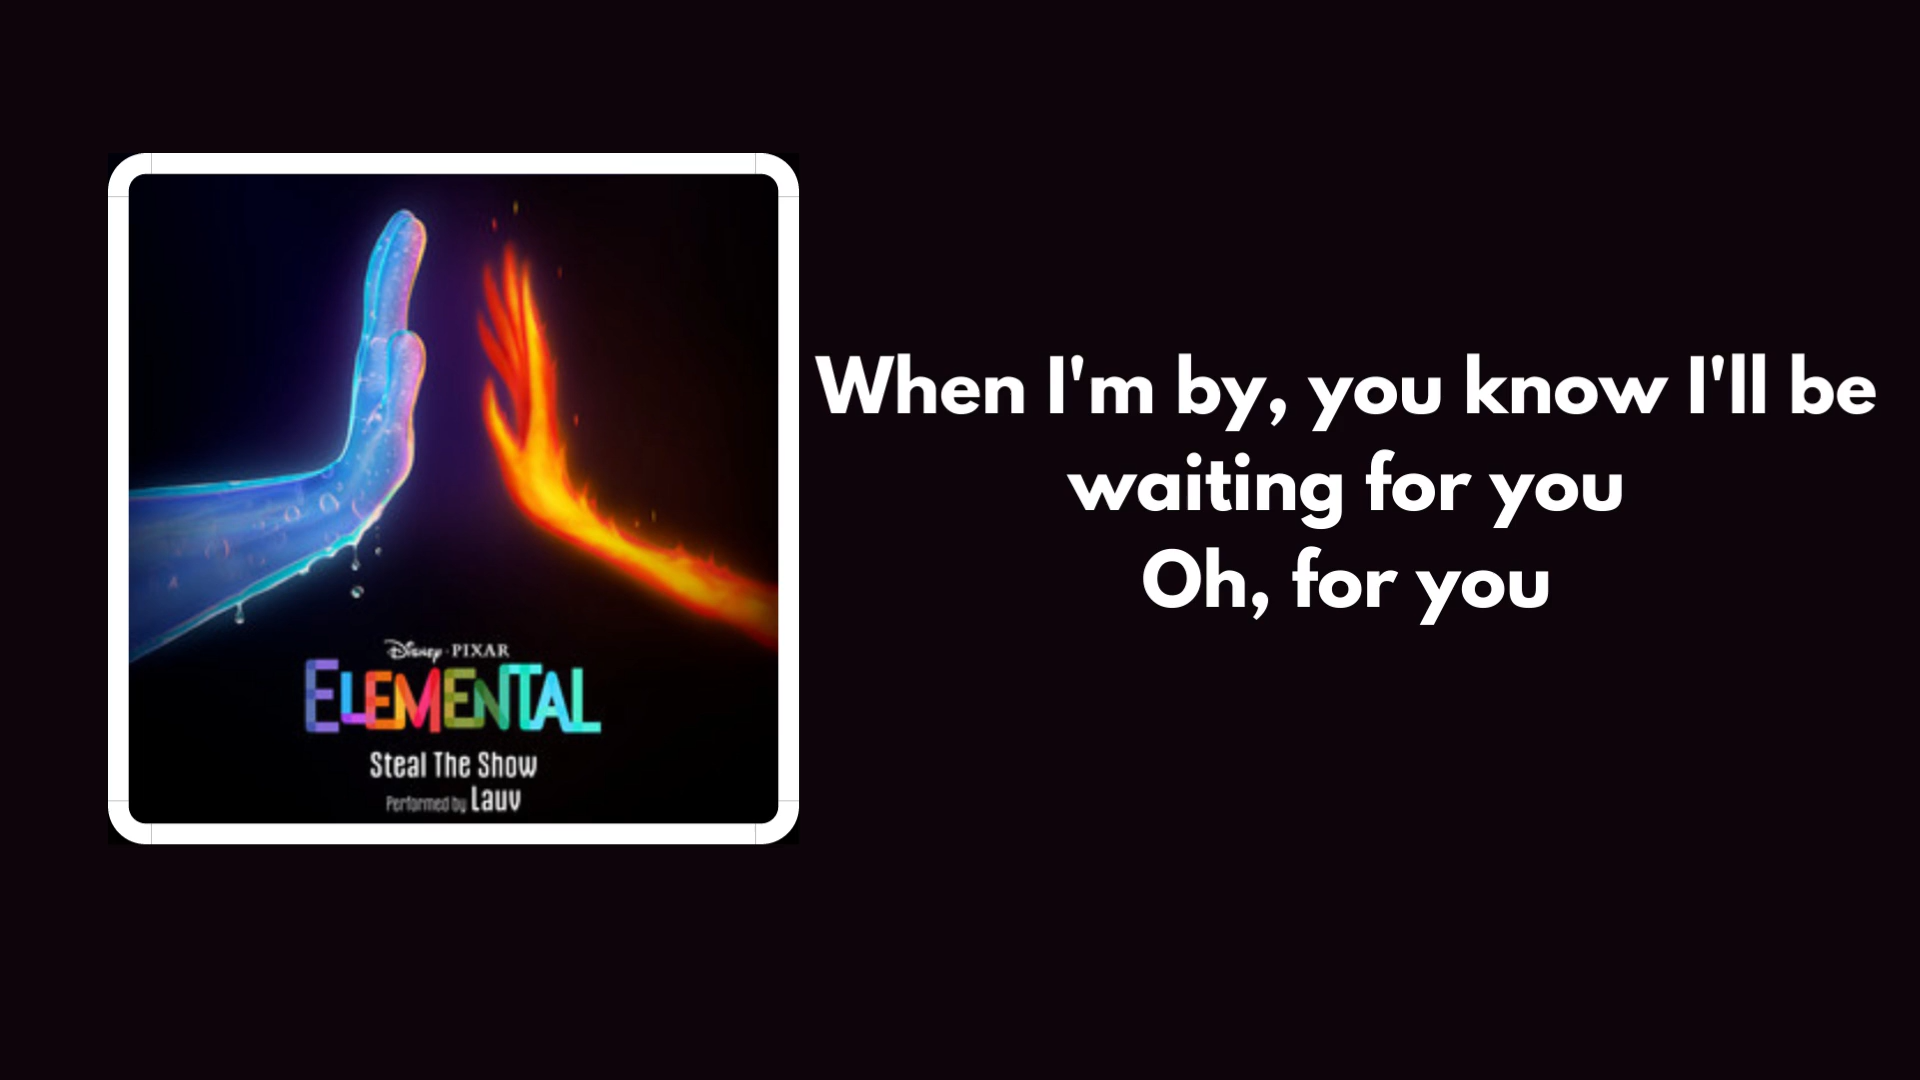 When I'm by, you know I'll be
waiting for you
Oh, for you
Disney · PIXAR
ELEMENTAL
Steal The Show
Performed by Lauv